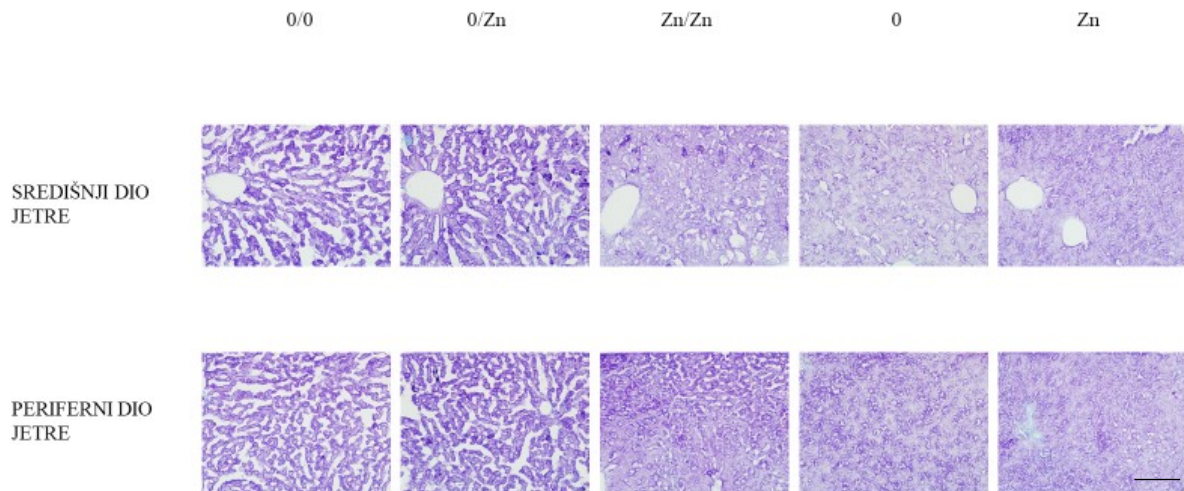 0/0 0/Zn Zn/Zn 0 Zn
SREDIŠNJI DIO
JETRE
PERIFERNI DIO
JETRE